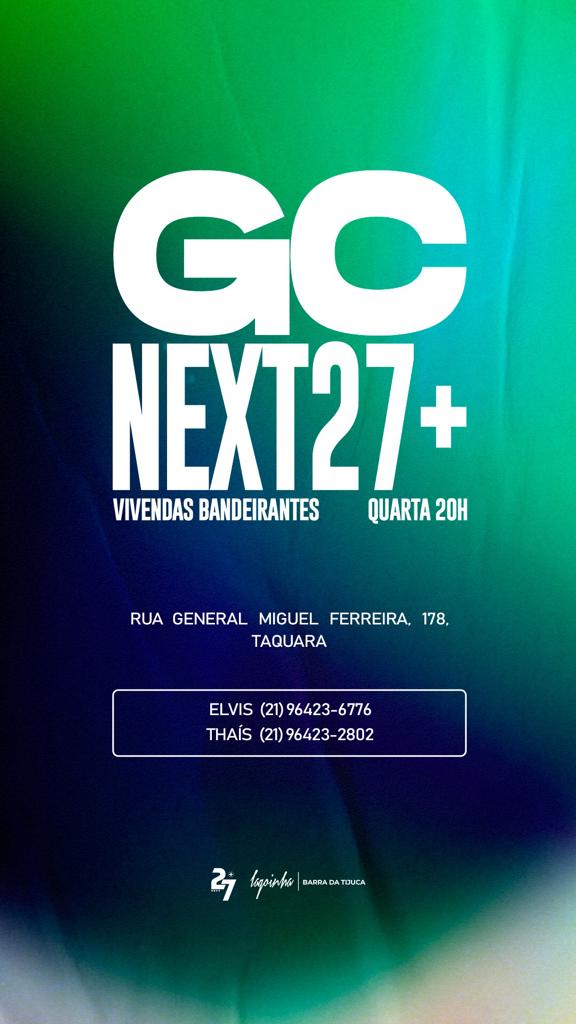 GC
NEXT27+
VIVENDAS BANDEIRANTES QUARTA 20H
RUA GENERAL MIGUEL FERREIRA, 178,
TAQUARA
ELVIS (21) 96423-6776
THAÍS (21) 96423-2802
27 lagoinha BARRA DA TIJUCA